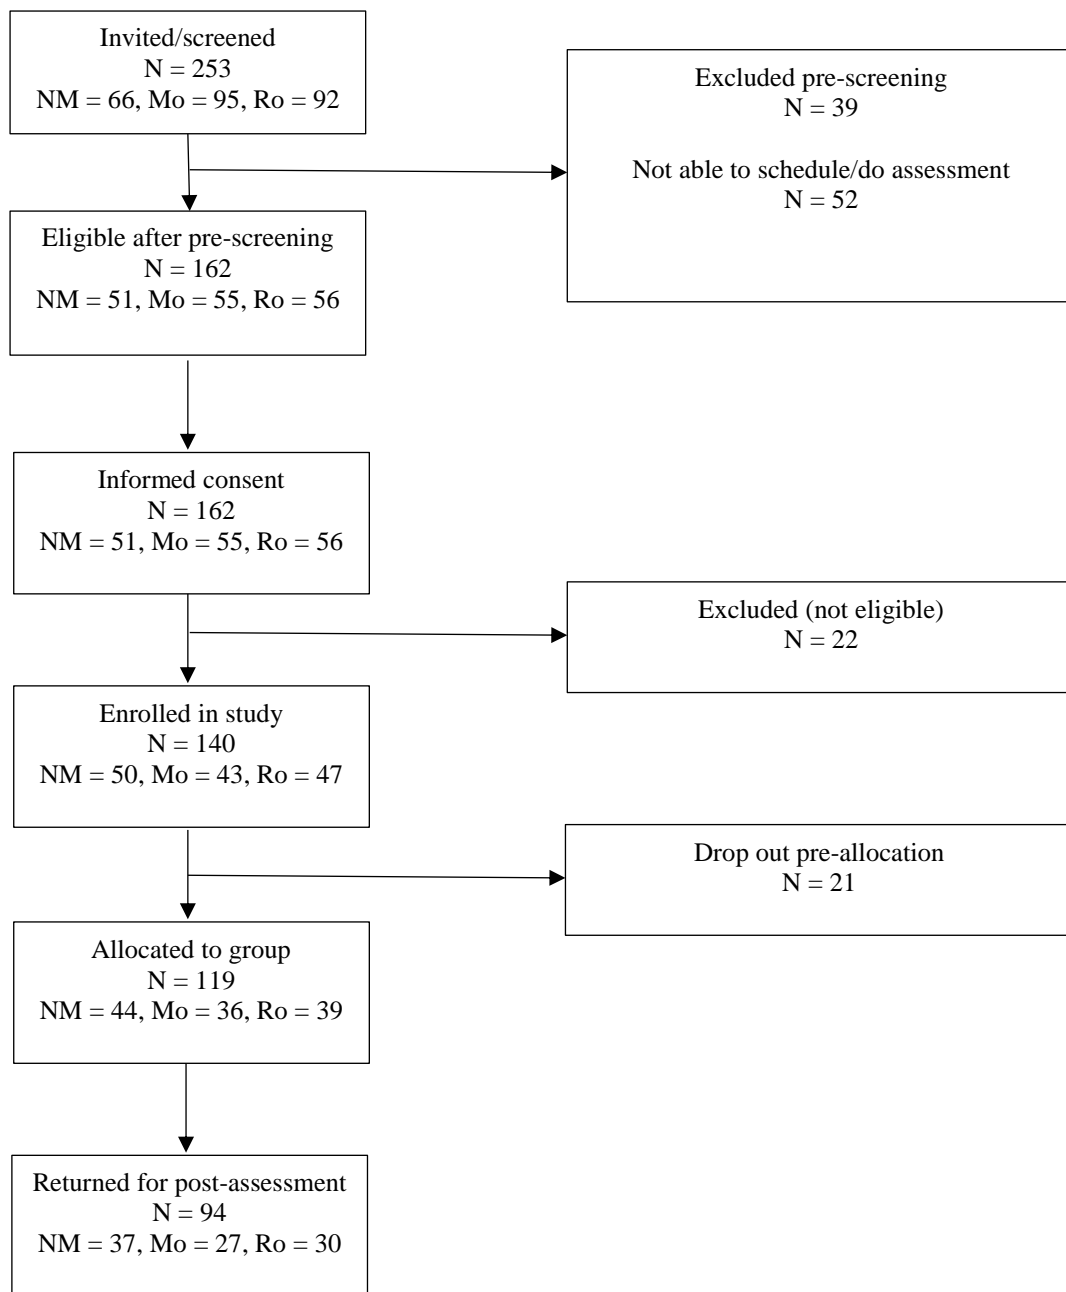 Invited/screened
N = 253
NM = 66, Mo = 95, Ro = 92
Excluded pre-screening
N = 39
Not able to schedule/do assessment
N = 52
Eligible after pre-screening
N = 162
NM = 51, Mo = 55, Ro = 56
Informed consent
N = 162
NM = 51, Mo = 55, Ro = 56
Excluded (not eligible)
N = 22
Enrolled in study
N = 140
NM = 50, Mo = 43, Ro = 47
Drop out pre-allocation
N = 21
Allocated to group
N = 119
NM = 44, Mo = 36, Ro = 39
Returned for post-assessment
N = 94
NM = 37, Mo = 27, Ro = 30